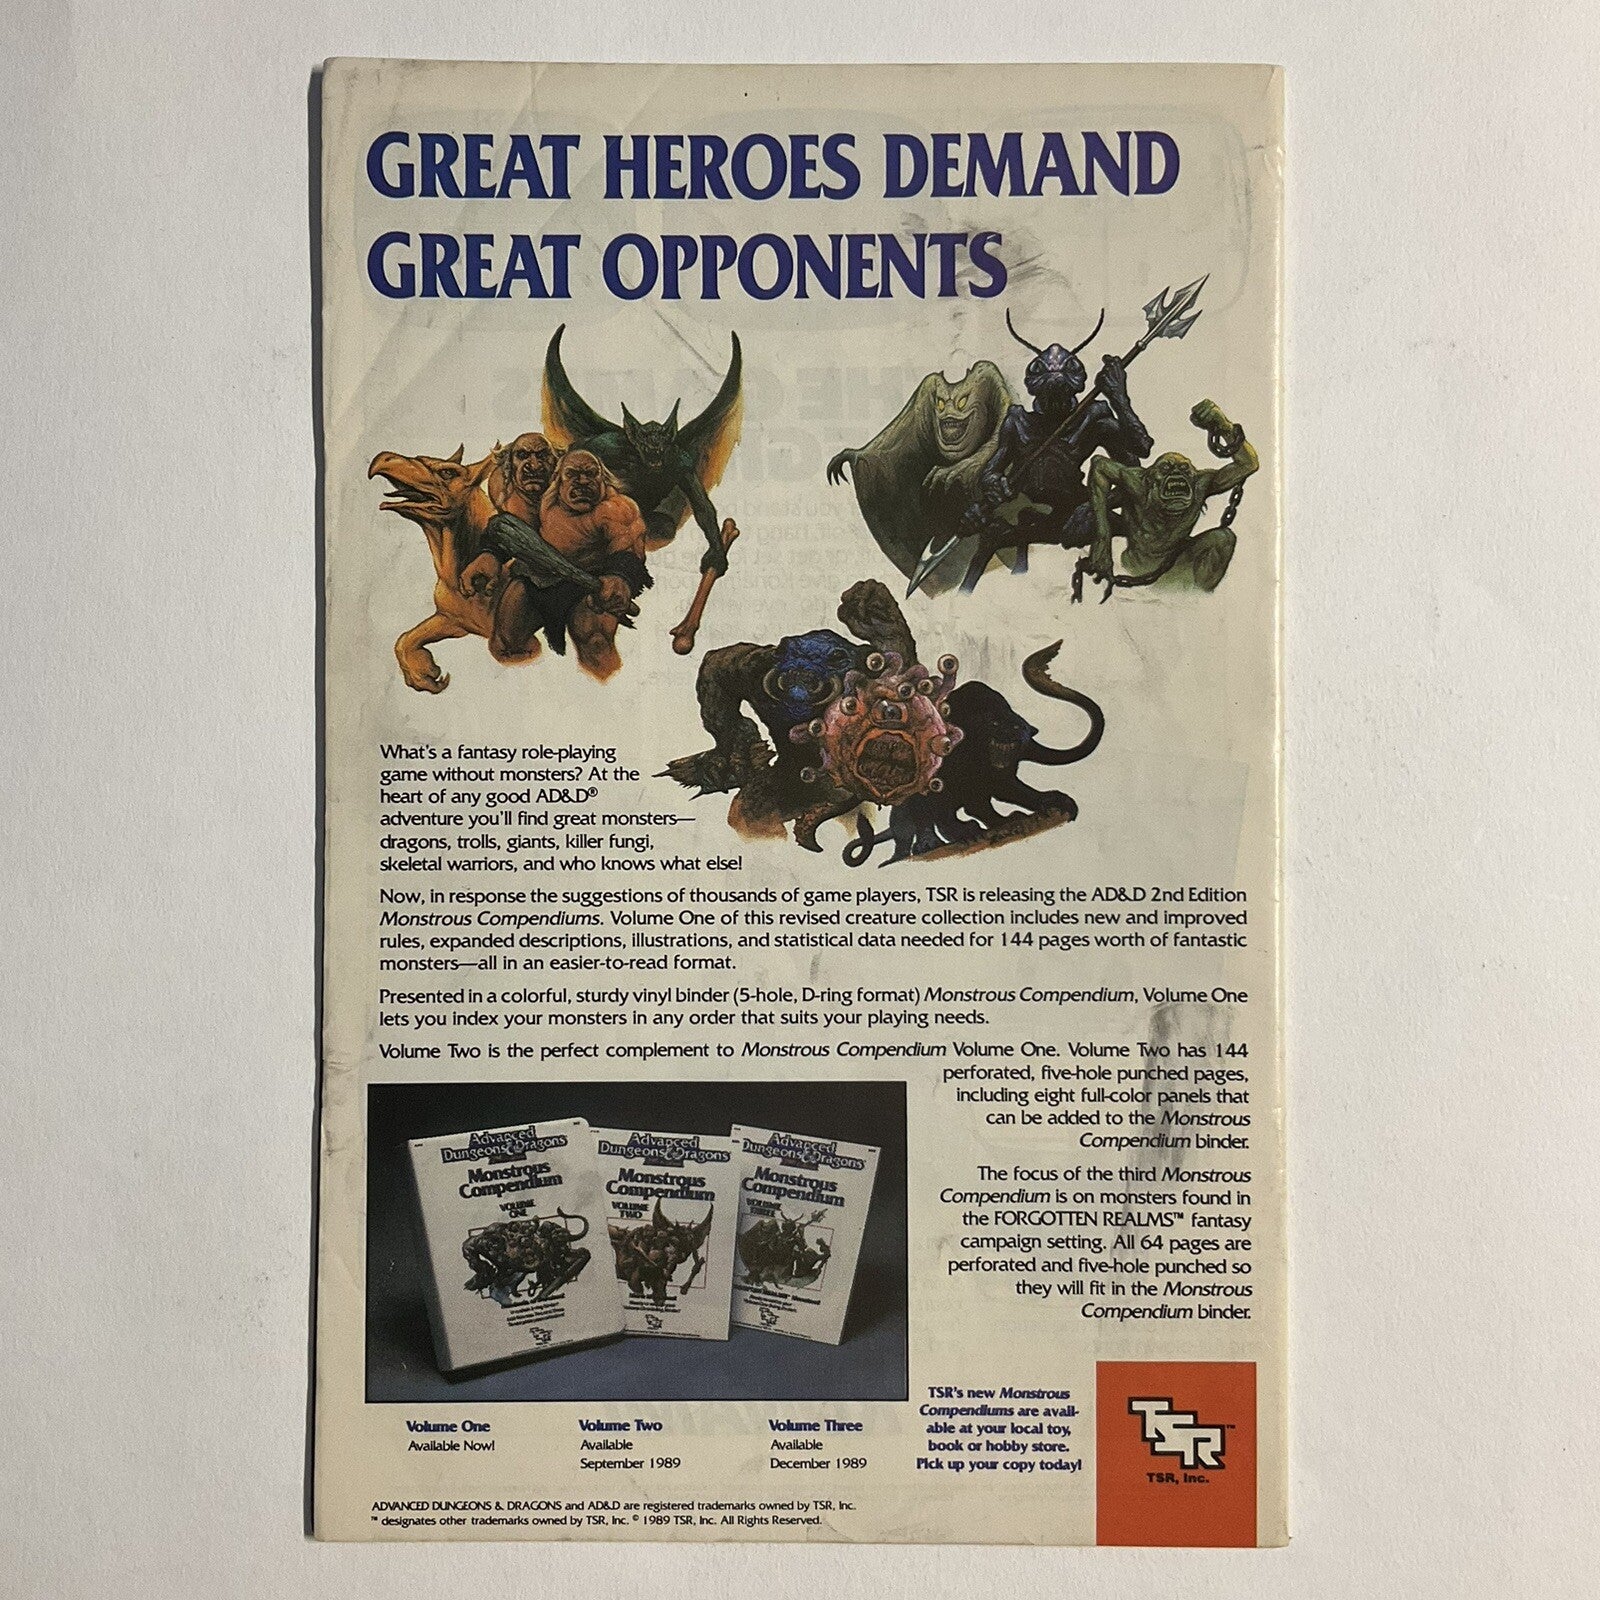 GREAT HEROES DEMAND
GREAT OPPONENTS
What's a fantasy role-playing
game without monsters? At the
heart of any good AD&D®
adventure you'll find great monsters—
dragons, trolls, giants, killer fungi,
skeletal warriors, and who knows what else!
Now, in response the suggestions of thousands of game players, TSR is releasing the AD&D 2nd Edition
Monstrous Compendiums. Volume One of this revised creature collection includes new and improved
rules, expanded descriptions, illustrations, and statistical data needed for 144 pages worth of fantastic
monsters—all in an easier-to-read format.
Presented in a colorful, sturdy vinyl binder (5-hole, D-ring format) Monstrous Compendium, Volume One
lets you index your monsters in any order that suits your playing needs.
Volume Two is the perfect complement to Monstrous Compendium Volume One. Volume Two has 144
perforated, five-hole punched pages,
including eight full-color panels that
can be added to the Monstrous
Compendium binder.
The focus of the third Monstrous
Compendium is on monsters found in
the FORGOTTEN REALMS™ fantasy
campaign setting. All 64 pages are
perforated and five-hole punched so
they will fit in the Monstrous
Compendium binder.
Advanced
Dungeons & Dragons
Monstrous
Compendium
VOLUME
ONE
TSR
Advanced
Dungeons & Dragons
Monstrous
Compendium
VOLUME
TWO
TSR
Advanced
Dungeons & Dragons
Monstrous
Compendium
VOLUME
THREE
TSR
Volume One
Available Now!
Volume Two
Available
September 1989
Volume Three
Available
December 1989
TSR's new Monstrous
Compendiums are avail-
able at your local toy,
book or hobby store.
Pick up your copy today!
TSR™
TSR, Inc.
ADVANCED DUNGEONS & DRAGONS and AD&D are registered trademarks owned by TSR, Inc.
™ designates other trademarks owned by TSR, Inc. © 1989 TSR, Inc. All Rights Reserved.